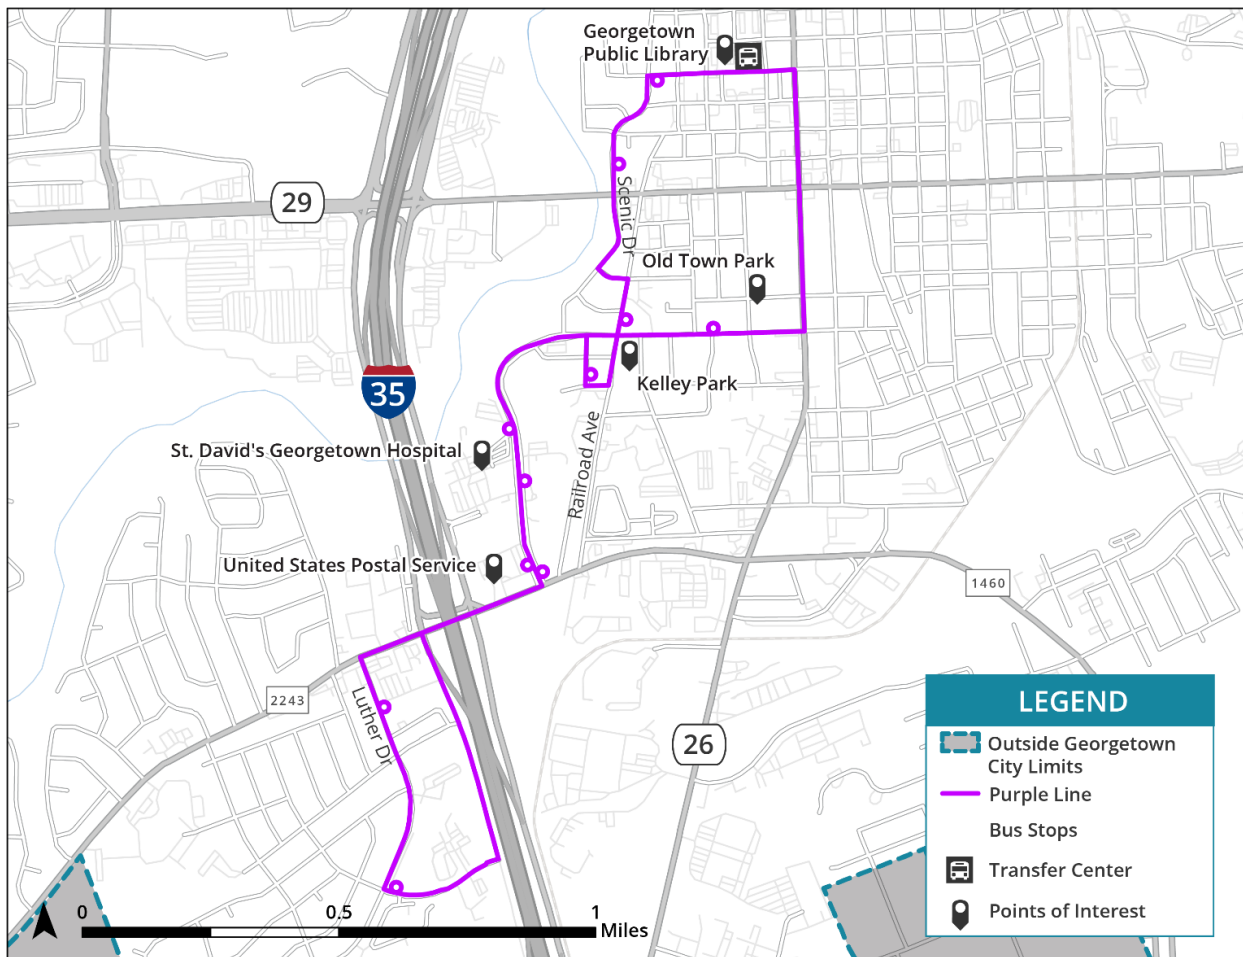 Georgetown
Public Library
29
Scenic Dr
Old Town Park
35
Kelley Park
St. David's Georgetown Hospital
Railroad Ave
United States Postal Service
1460
2243
Luther Dr
26
LEGEND
Outside Georgetown
City Limits
Purple Line
Bus Stops
Transfer Center
Points of Interest
0 0.5 1
Miles